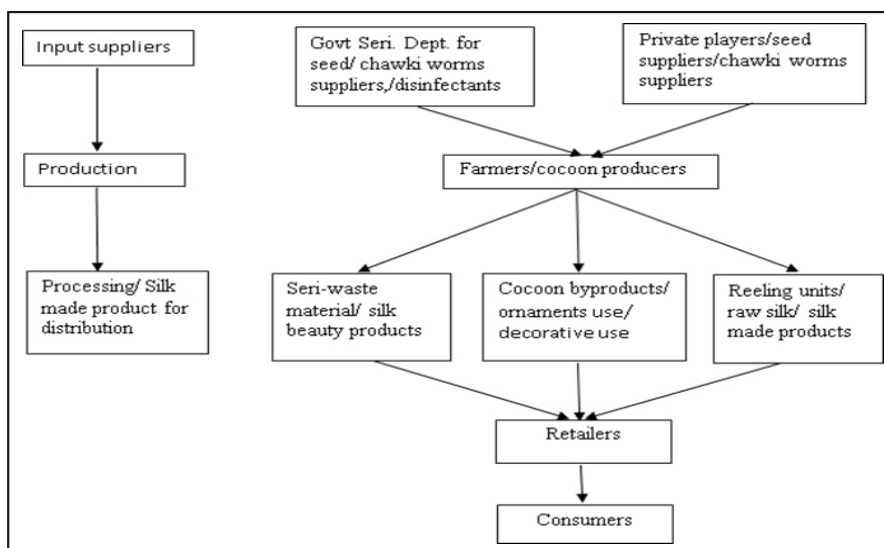 Input suppliers
Govt Seri. Dept. for
seed/ chawki worms
suppliers,/disinfectants
Private players/seed
suppliers/chawki worms
suppliers
Production
Farmers/cocoon producers
Processing/ Silk
made product for
distribution
Seri-waste
material/ silk
beauty products
Cocoon byproducts/
ornaments use/
decorative use
Reeling units/
raw silk/ silk
made products
Retailers
Consumers